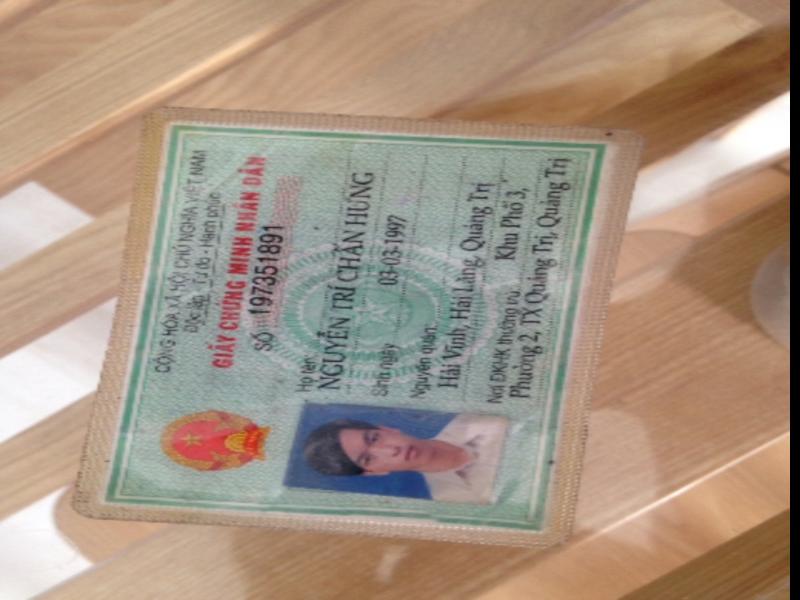 CỘNG HÒA XÃ HỘI CHỦ NGHĨA VIỆT NAM
Độc lập - Tự do - Hạnh phúc
GIẤY CHỨNG MINH NHÂN DÂN
SỐ 197351891
Họ tên:
NGUYỄN TRÍ CHẤN HÙNG
Sinh ngày 03-03-1997
Nguyên quán:
Hải Vĩnh, Hải Lăng, Quảng Trị
Nơi ĐKHK thường trú: Khu Phố 3,
Phường 2, TX Quảng Trị, Quảng Trị